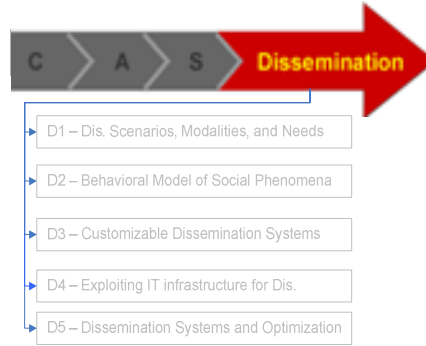 C A S Dissemination
D1 – Dis. Scenarios, Modalities, and Needs
D2 – Behavioral Model of Social Phenomena
D3 – Customizable Dissemination Systems
D4 – Exploiting IT infrastructure for Dis.
D5 – Dissemination Systems and Optimization